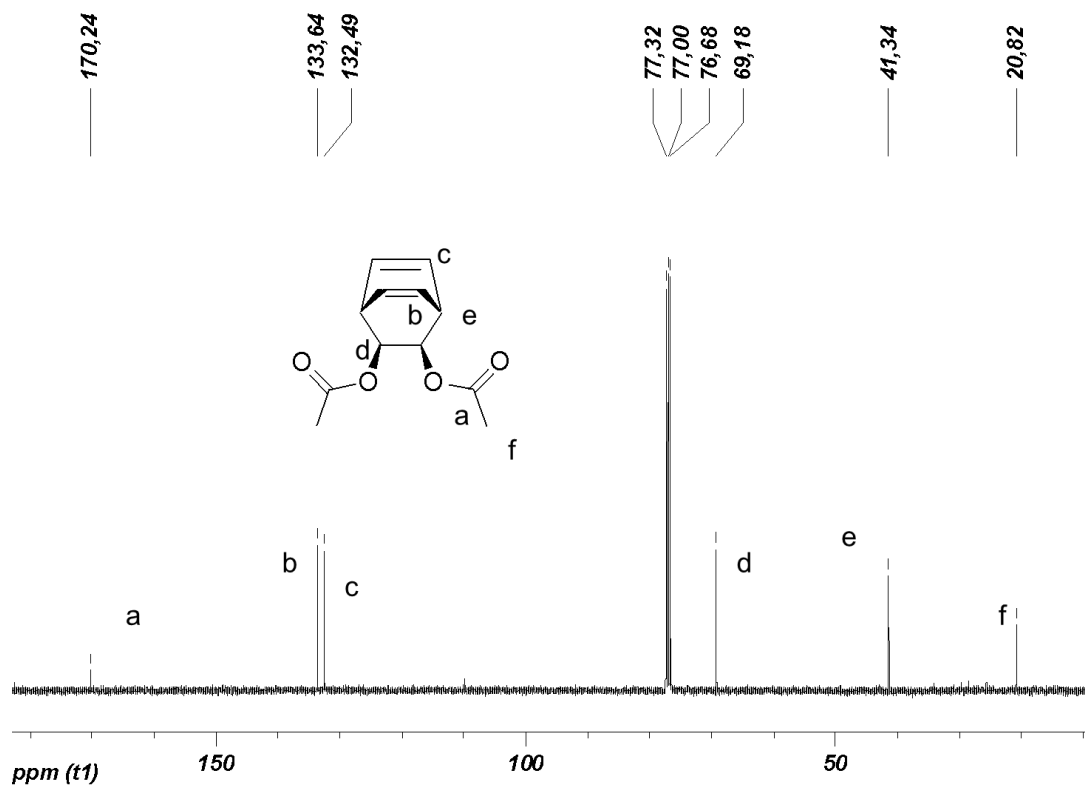 170,24
133,64
132,49
77,32
77,00
76,68
69,18
41,34
20,82
c
b e
d
O O
O O
a
f
e
b d
c
a f
150 100 50
ppm (t1)